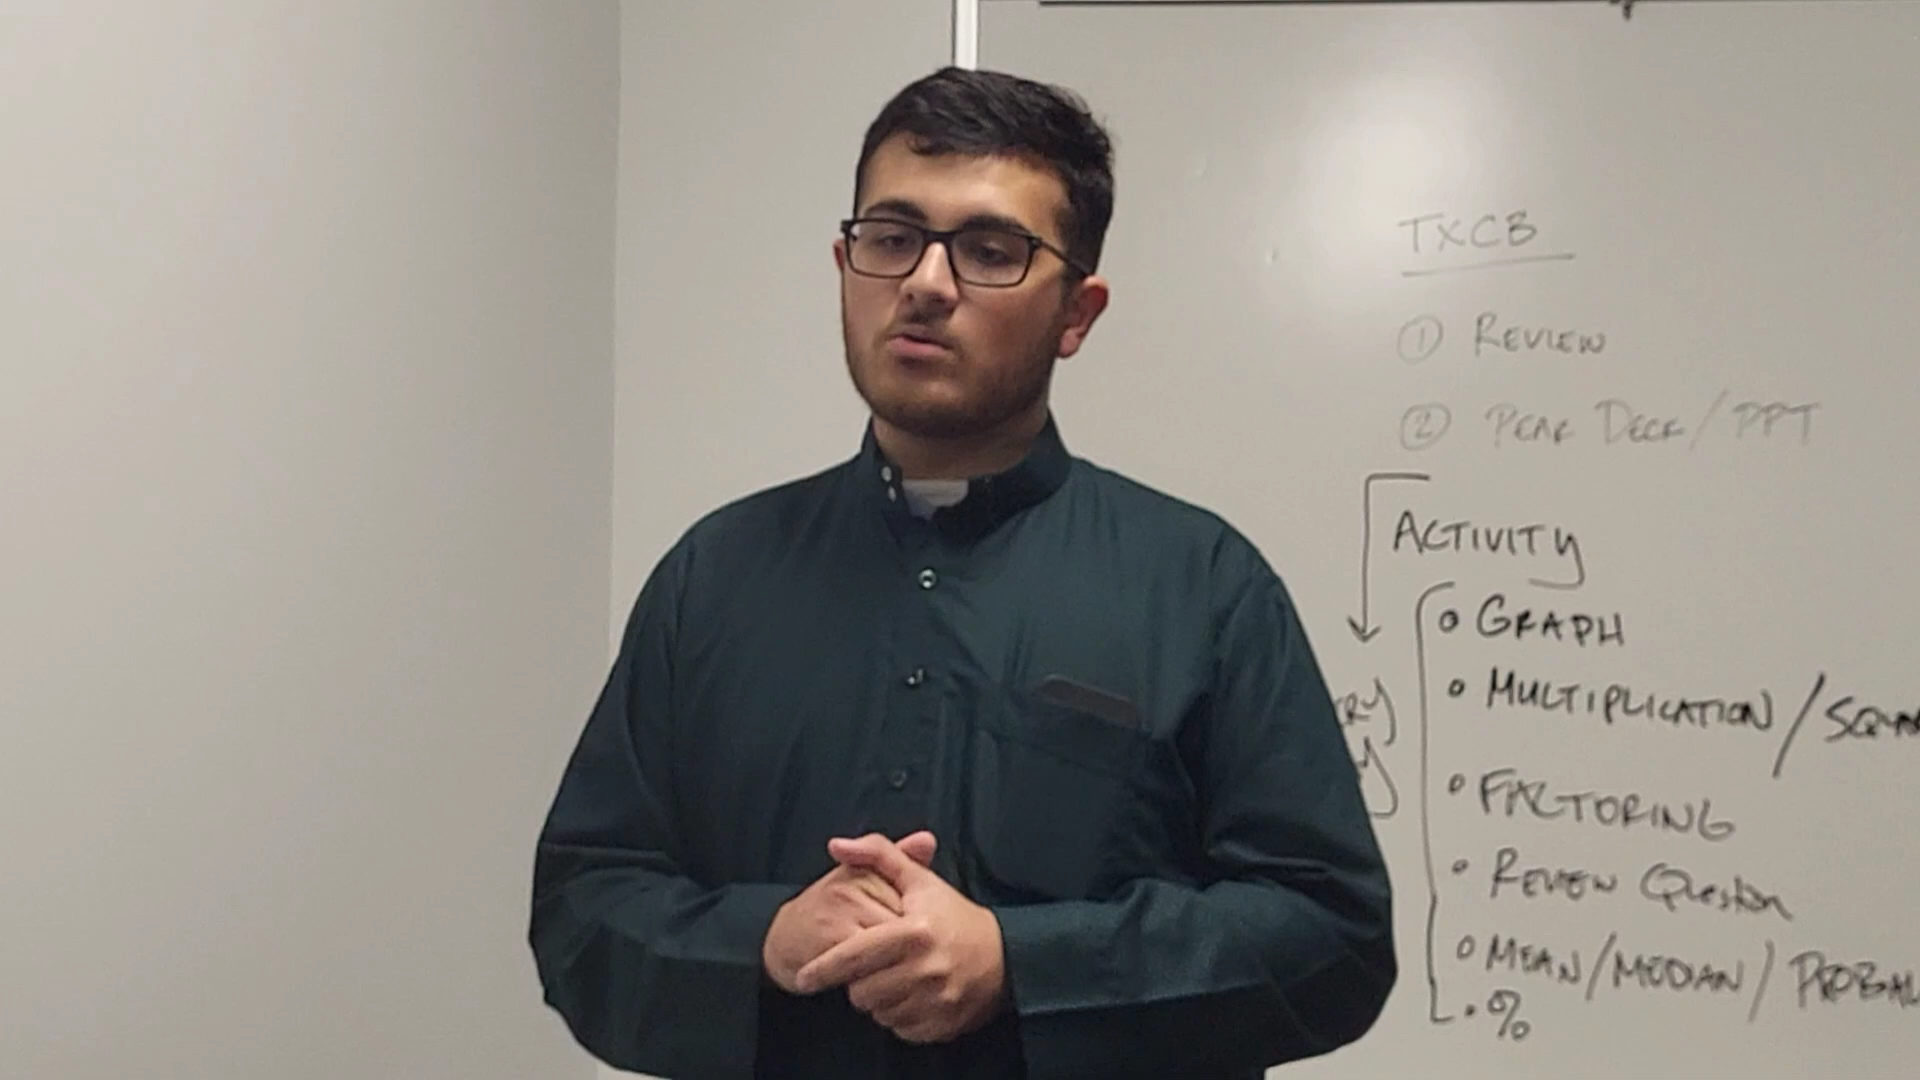 TXCB
① REVIEW
② PEAR DECK/PPT
ACTIVITY
• GRAPH
• MULTIPLICATION /
• FACTORING
• REVIEW Question
• MEAN/MEDIAN/
• %